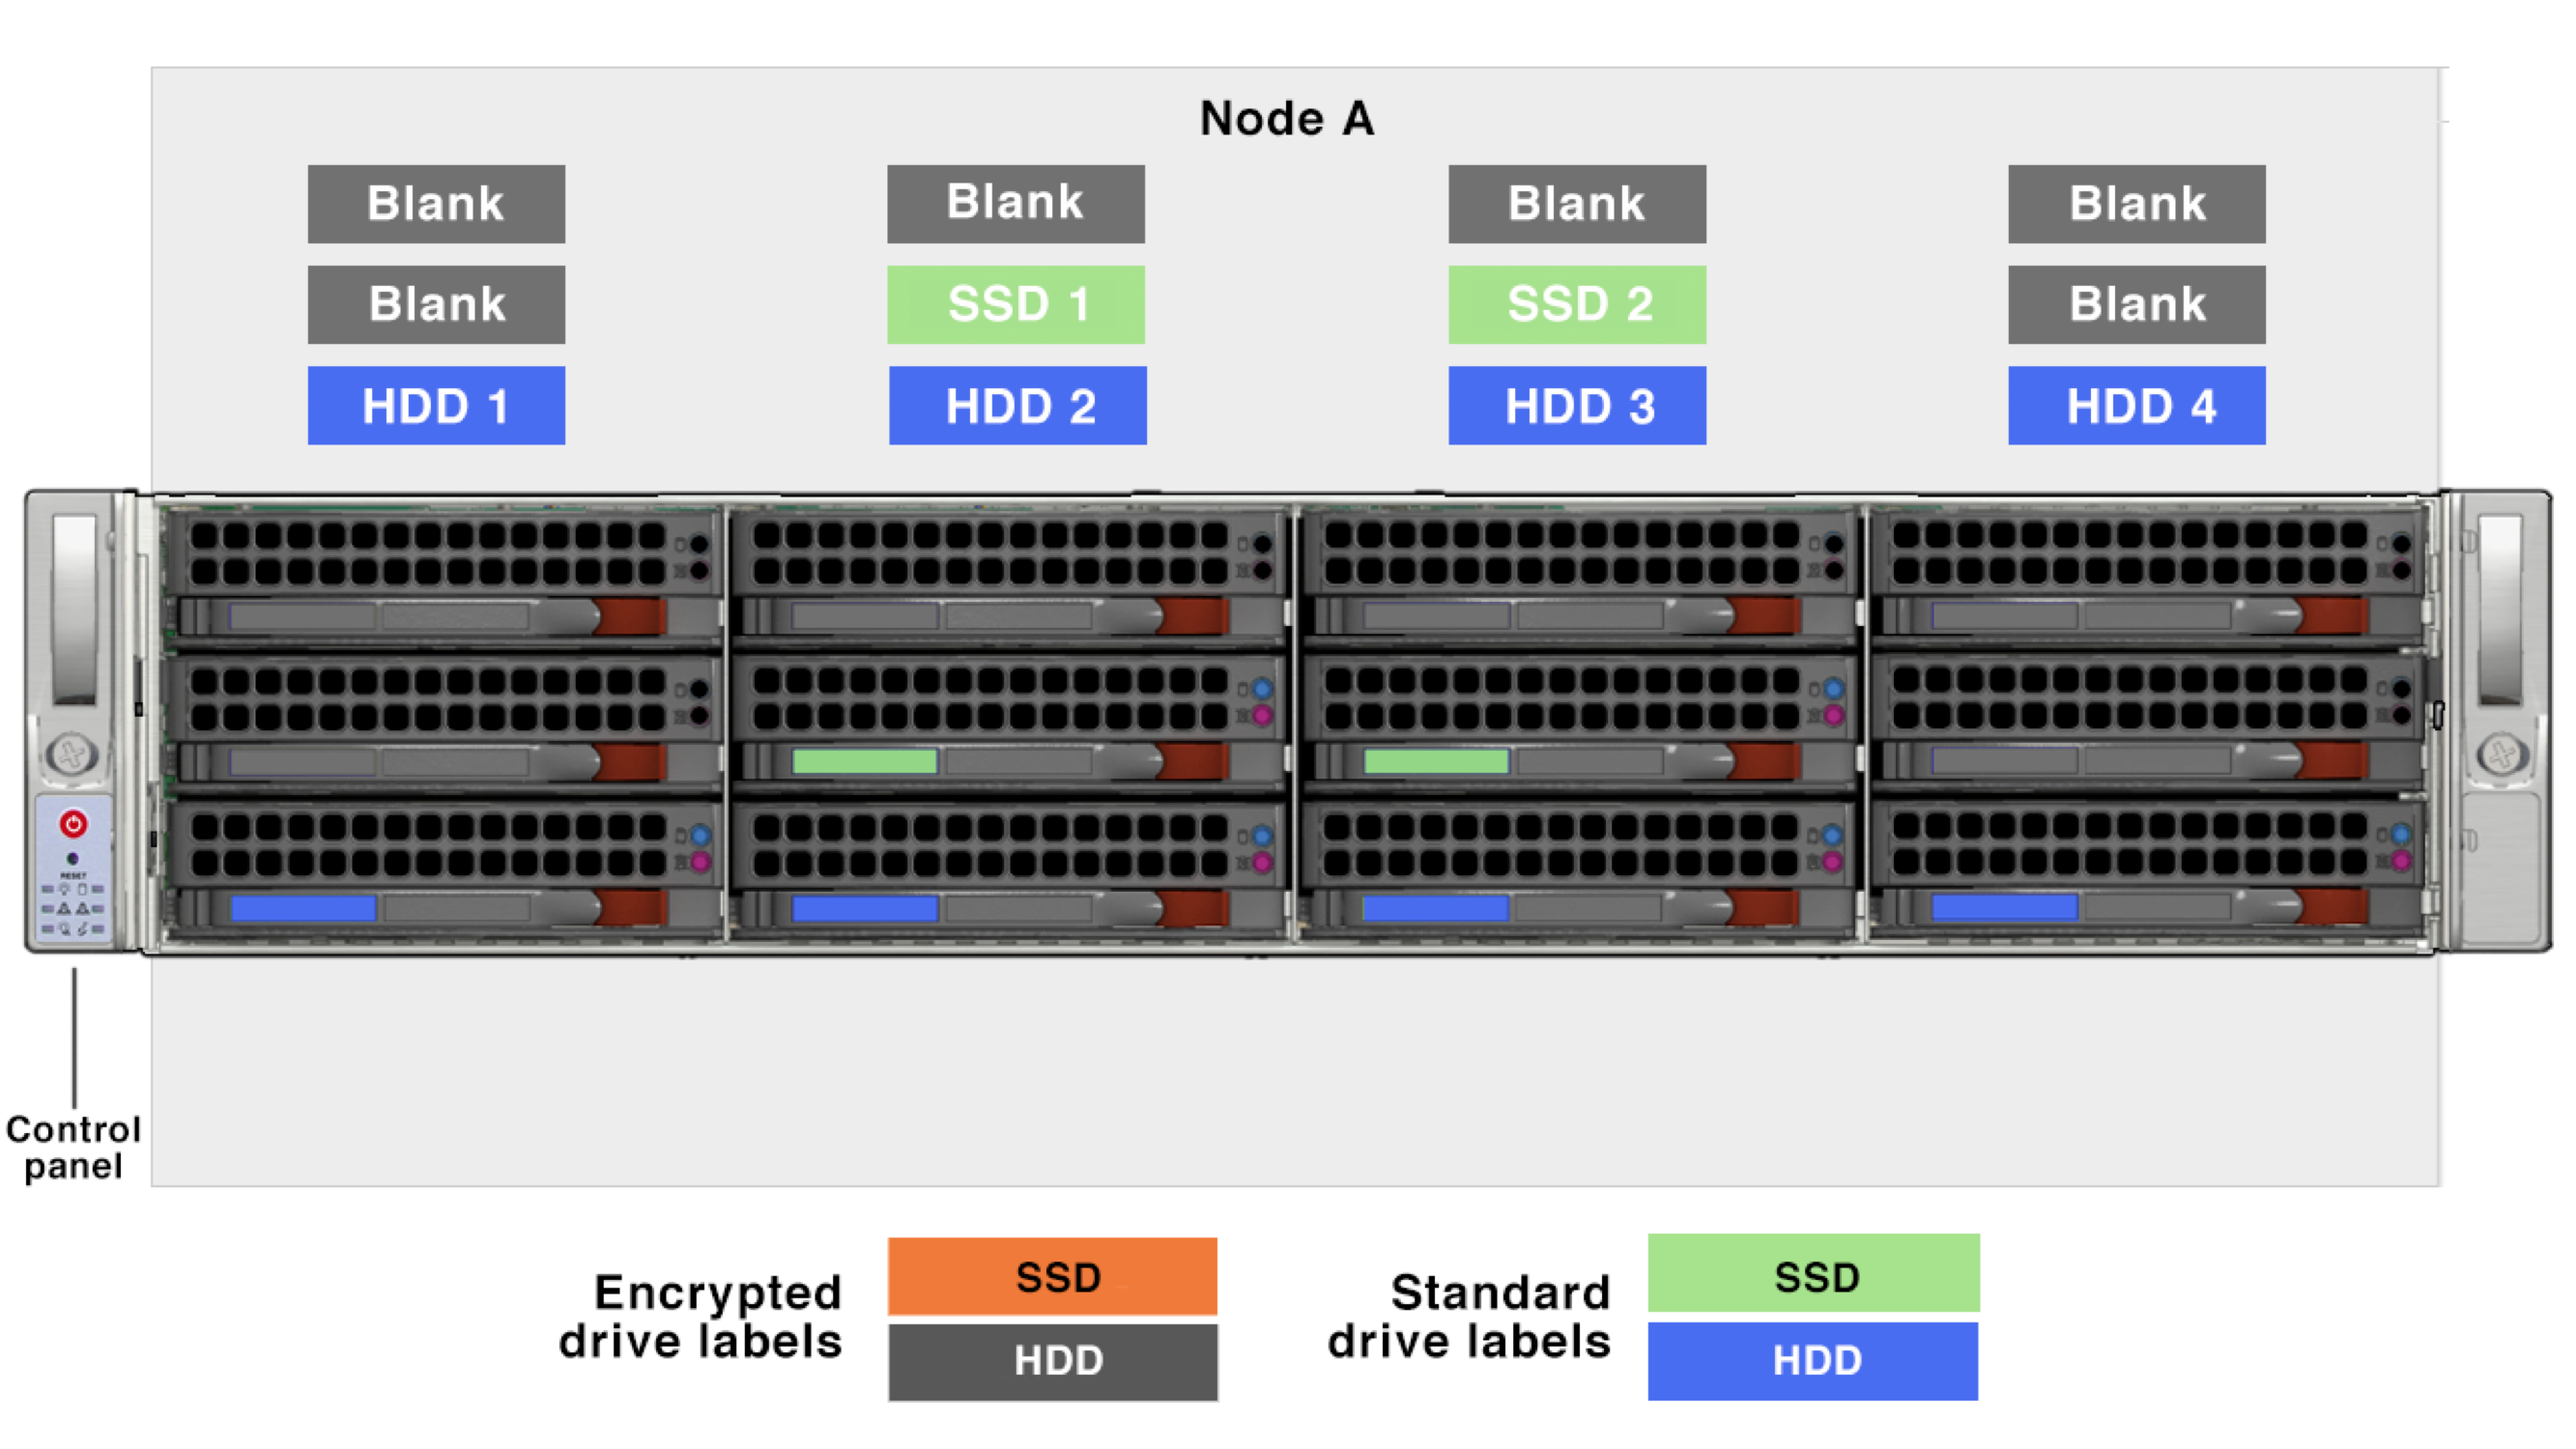 Node A
Blank
Blank
Blank
Blank
Blank
SSD 1
SSD 2
Blank
HDD 1
HDD 2
HDD 3
HDD 4
RESET
Control
panel
Encrypted
drive labels
SSD
HDD
Standard
drive labels
SSD
HDD